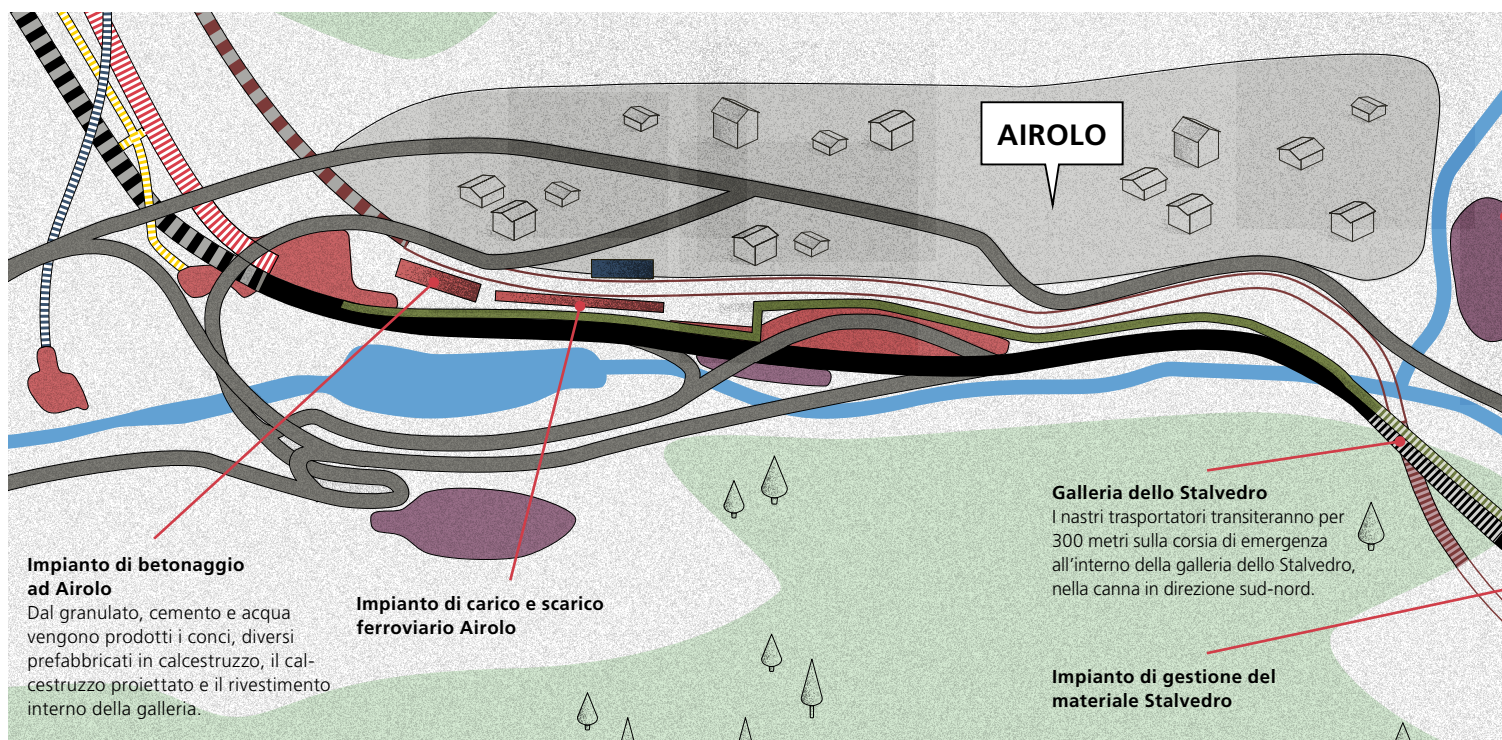 AIROLO
Impianto di betonaggio
ad Airolo
Dal granulato, cemento e acqua
vengono prodotti i conci, diversi
prefabbricati in calcestruzzo, il cal-
cestruzzo proiettato e il rivestimento
interno della galleria.
Impianto di carico e scarico
ferroviario Airolo
Galleria dello Stalvedro
I nastri trasportatori transiteranno per
300 metri sulla corsia di emergenza
all’interno della galleria dello Stalvedro,
nella canna in direzione sud-nord.
Impianto di gestione del
materiale Stalvedro